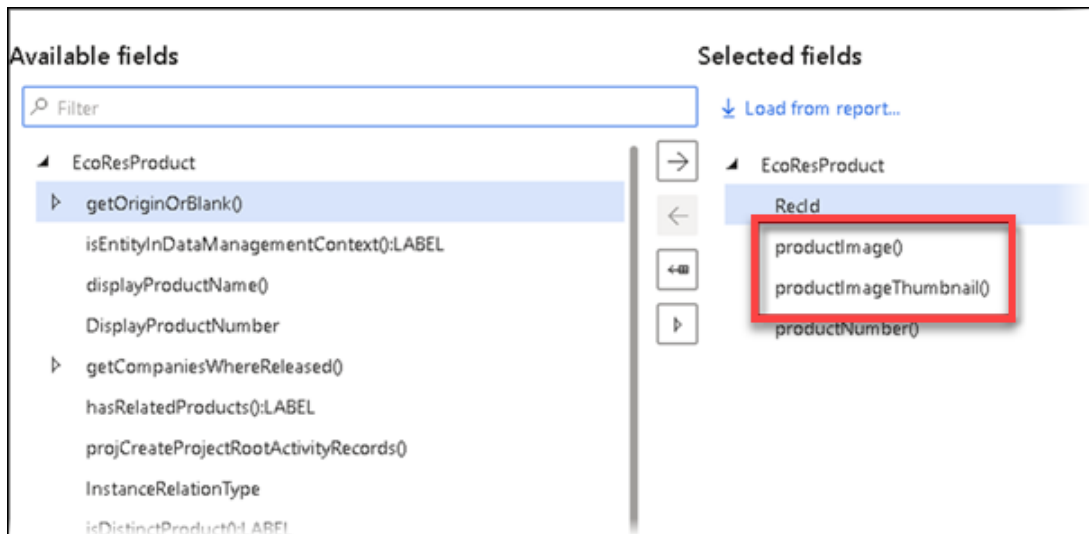 Available fields
Filter
EcoResProduct
getOriginOrBlank()
isEntityInDataManagementContext():LABEL
displayProductName()
DisplayProductNumber
getCompaniesWhereReleased()
hasRelatedProducts():LABEL
projCreateProjectRootActivityRecords()
InstanceRelationType
isDistinctProduct():LABEL
Selected fields
Load from report...
EcoResProduct
RecId
productImage()
productImageThumbnail()
productNumber()